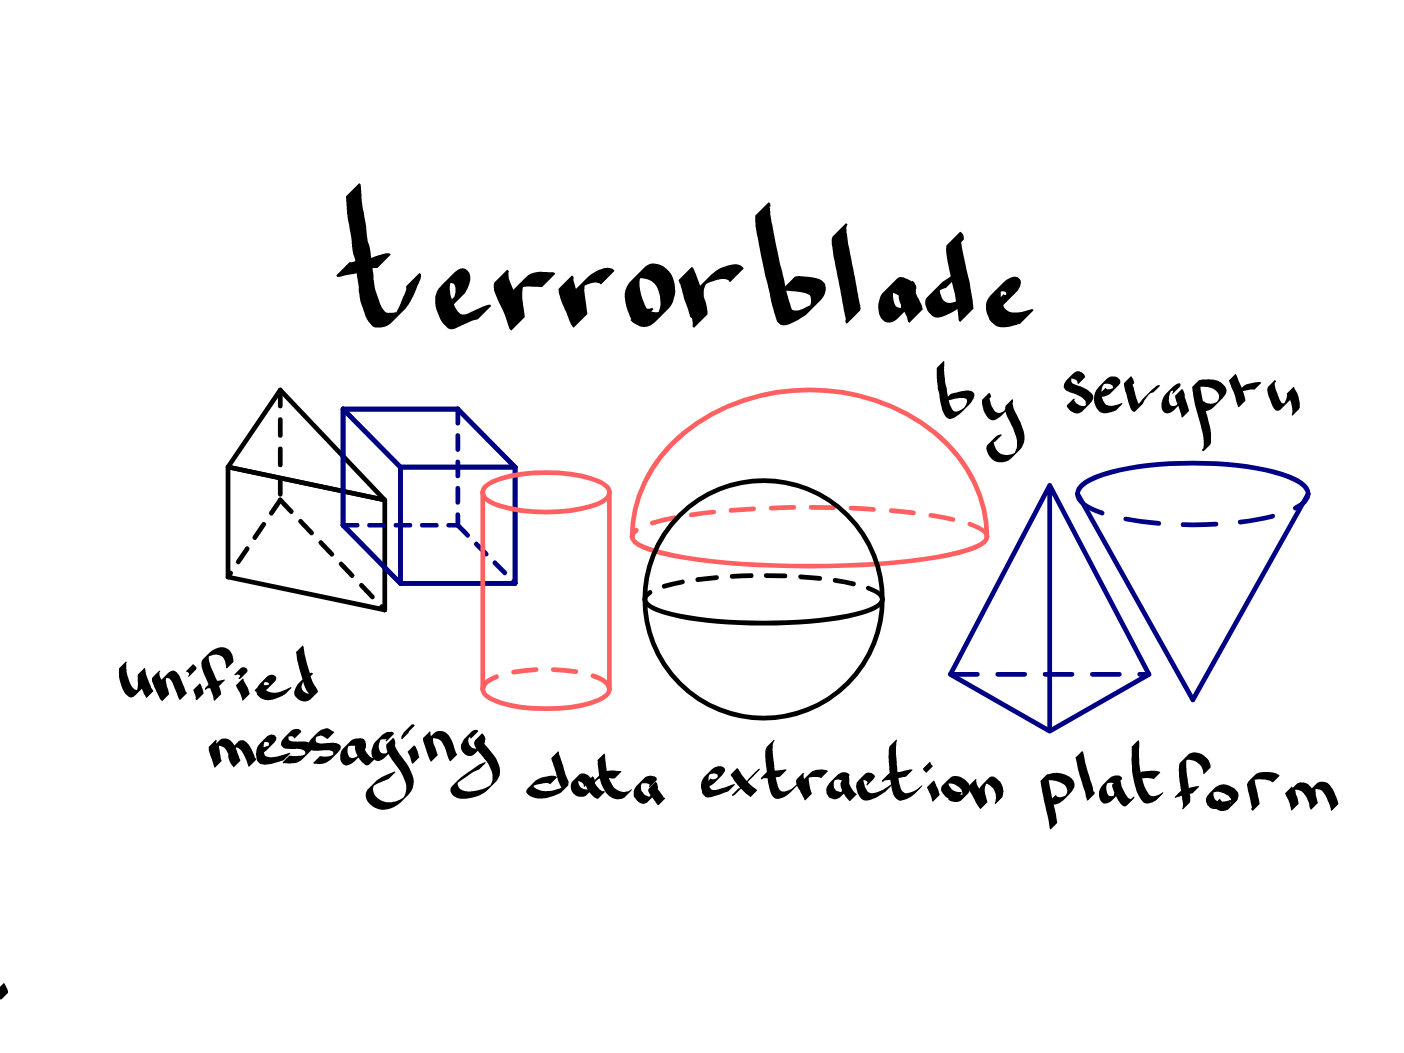 terrorblade
by serapru
unified
messaging data extraction platform